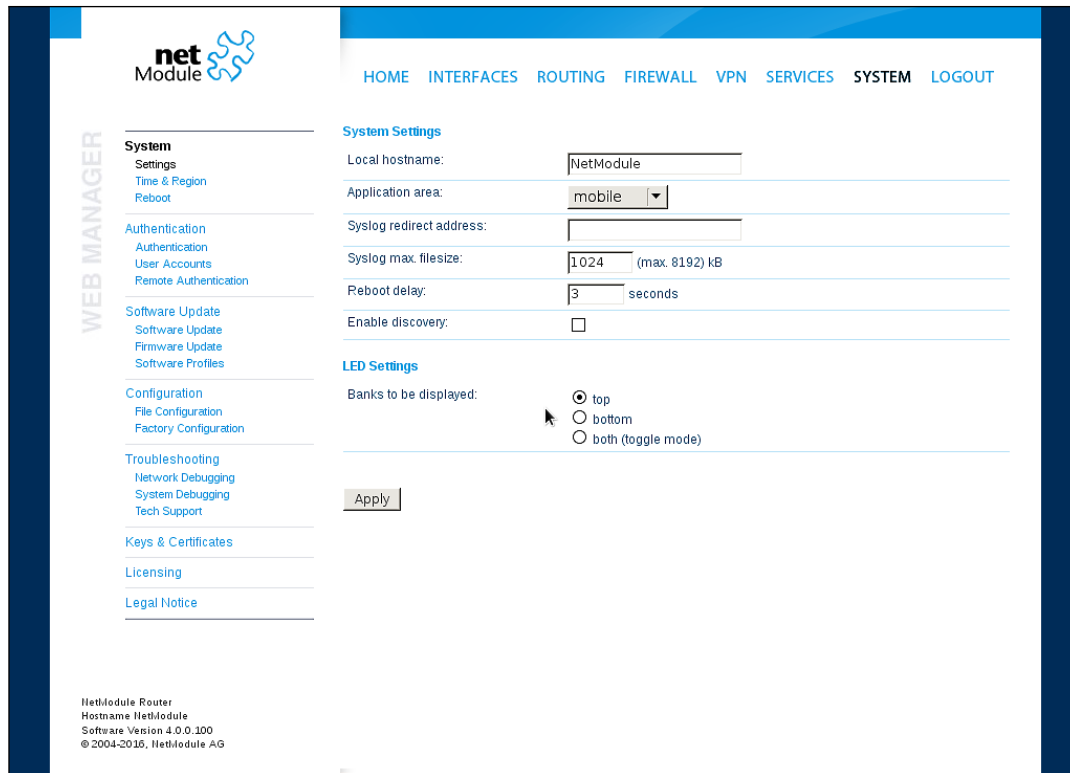 net
Module
HOME INTERFACES ROUTING FIREWALL VPN SERVICES SYSTEM LOGOUT
WEB MANAGER
System
Settings
Time & Region
Reboot
Authentication
Authentication
User Accounts
Remote Authentication
Software Update
Software Update
Firmware Update
Software Profiles
Configuration
File Configuration
Factory Configuration
Troubleshooting
Network Debugging
System Debugging
Tech Support
Keys & Certificates
Licensing
Legal Notice
System Settings
Local hostname: NetModule
Application area: mobile
Syslog redirect address:
Syslog max. filesize: 1024 (max. 8192) kB
Reboot delay: 3 seconds
Enable discovery:
LED Settings
Banks to be displayed: top
bottom
both (toggle mode)
Apply
NetModule Router
Hostname NetModule
Software Version 4.0.0.100
© 2004-2016, NetModule AG